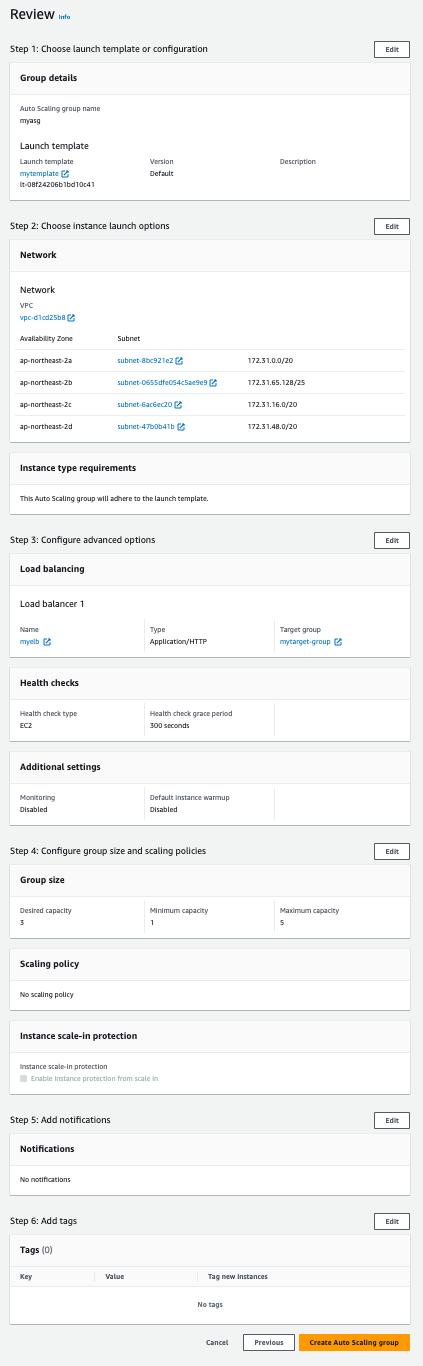 Review Info
Step 1: Choose launch template or configuration Edit
Group details
Auto Scaling group name
myasg
Launch template
Launch template Version Description
mytemplate Default
lt-08f24206b1bd10c41
Step 2: Choose instance launch options Edit
Network
Network
VPC
vpc-d1cd25b8
Availability Zone Subnet
ap-northeast-2a subnet-8bc921e2 172.31.0.0/20
ap-northeast-2b subnet-0655dfe054c5ae9e9 172.31.65.128/25
ap-northeast-2c subnet-6ac6ec20 172.31.16.0/20
ap-northeast-2d subnet-47b0b41b 172.31.48.0/20
Instance type requirements
This Auto Scaling group will adhere to the launch template.
Step 3: Configure advanced options Edit
Load balancing
Load balancer 1
Name Type Target group
myelb Application/HTTP mytarget-group
Health checks
Health check type Health check grace period
EC2 300 seconds
Additional settings
Monitoring Default instance warmup
Disabled Disabled
Step 4: Configure group size and scaling policies Edit
Group size
Desired capacity Minimum capacity Maximum capacity
3 1 5
Scaling policy
No scaling policy
Instance scale-in protection
Instance scale-in protection
Enable instance protection from scale in
Step 5: Add notifications Edit
Notifications
No notifications
Step 6: Add tags Edit
Tags (0)
Key Value Tag new instances
No tags
Cancel Previous Create Auto Scaling group